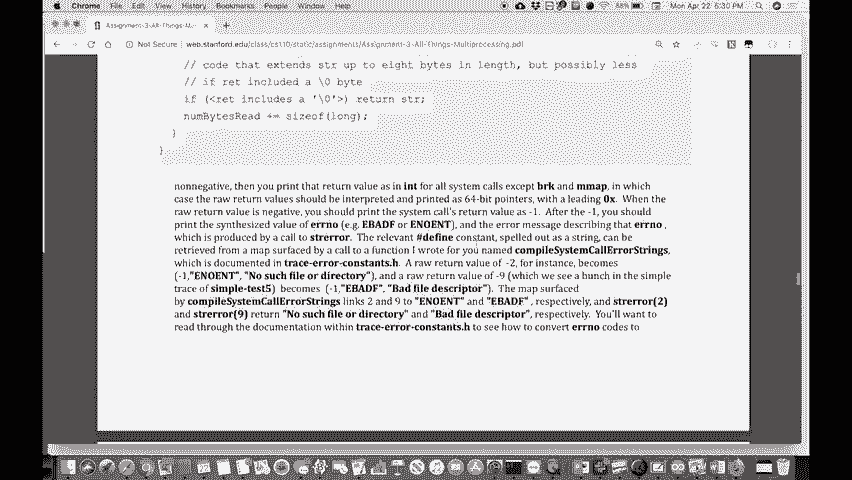 Chrome File Edit View History Bookmarks People Window Help
Mon Apr 22 6:30 PM
Assignment-3-All-Things-M...
Not Secure | web.stanford.edu/class/cs110/static/assignments/Assignment-3-All-Things-Multiprocessing.pdf
// code that extends str up to eight bytes in length, but possibly less
// if ret included a \0 byte
if (<ret includes a '\0'>) return str;
numBytesRead += sizeof(long);
}
}
nonnegative, then you print that return value as in int for all system calls except brk and mmap, in which
case the raw return values should be interpreted and printed as 64-bit pointers, with a leading 0x. When the
raw return value is negative, you should print the system call's return value as -1. After the -1, you should
print the synthesized value of errno (e.g. EBADF or ENOENT), and the error message describing that errno ,
which is produced by a call to strerror. The relevant #define constant, spelled out as a string, can be
retrieved from a map surfaced by a call to a function I wrote for you named compileSystemCallErrorStrings,
which is documented in trace-error-constants.h. A raw return value of -2, for instance, becomes
(-1,"ENOENT", "No such file or directory"), and a raw return value of -9 (which we see a bunch in the simple
trace of simple-test5) becomes (-1,"EBADF", "Bad file descriptor"). The map surfaced
by compileSystemCallErrorStrings links 2 and 9 to "ENOENT" and "EBADF" , respectively, and strerror(2)
and strerror(9) return "No such file or directory" and "Bad file descriptor", respectively. You'll want to
read through the documentation within trace-error-constants.h to see how to convert errno codes to